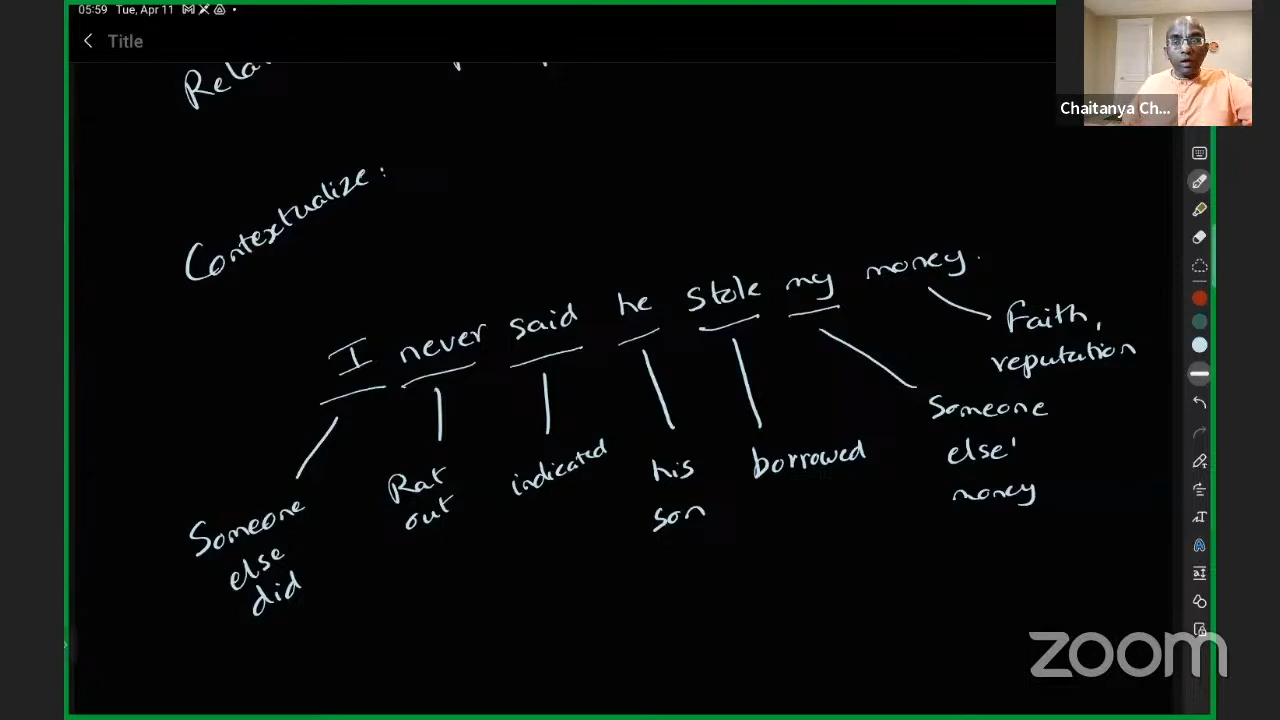 05:59 Tue, Apr 11
Title
Chaitanya Ch...
Contextualize:
I never said he stole my money.
Someone
else
did
Rat
out
indicated
his
son
borrowed
Someone
else'
money
Faith,
reputation
zoom